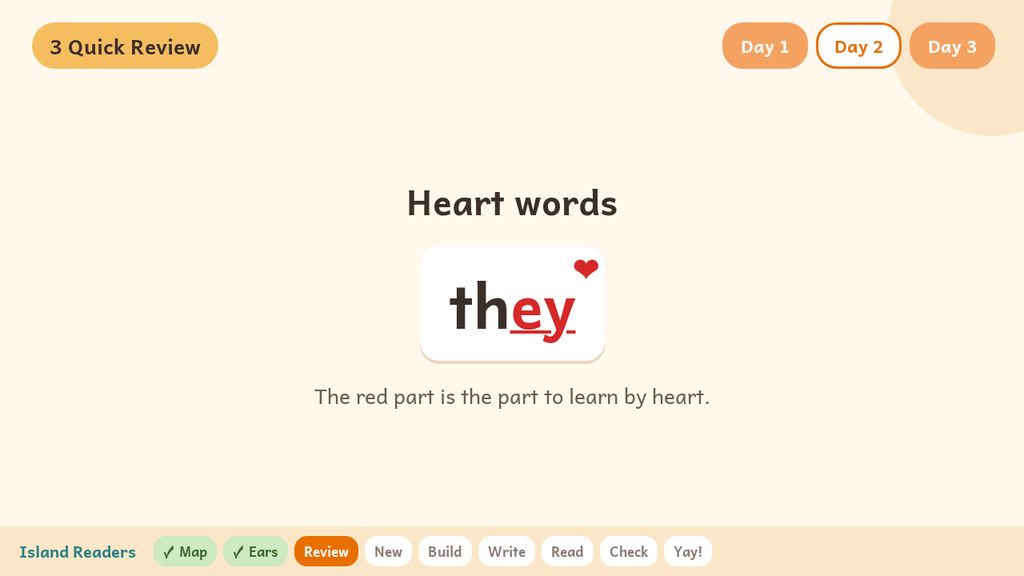 3 Quick Review
Day 1 Day 2 Day 3
Heart words
they ❤
The red part is the part to learn by heart.
Island Readers ✓ Map ✓ Ears Review New Build Write Read Check Yay!